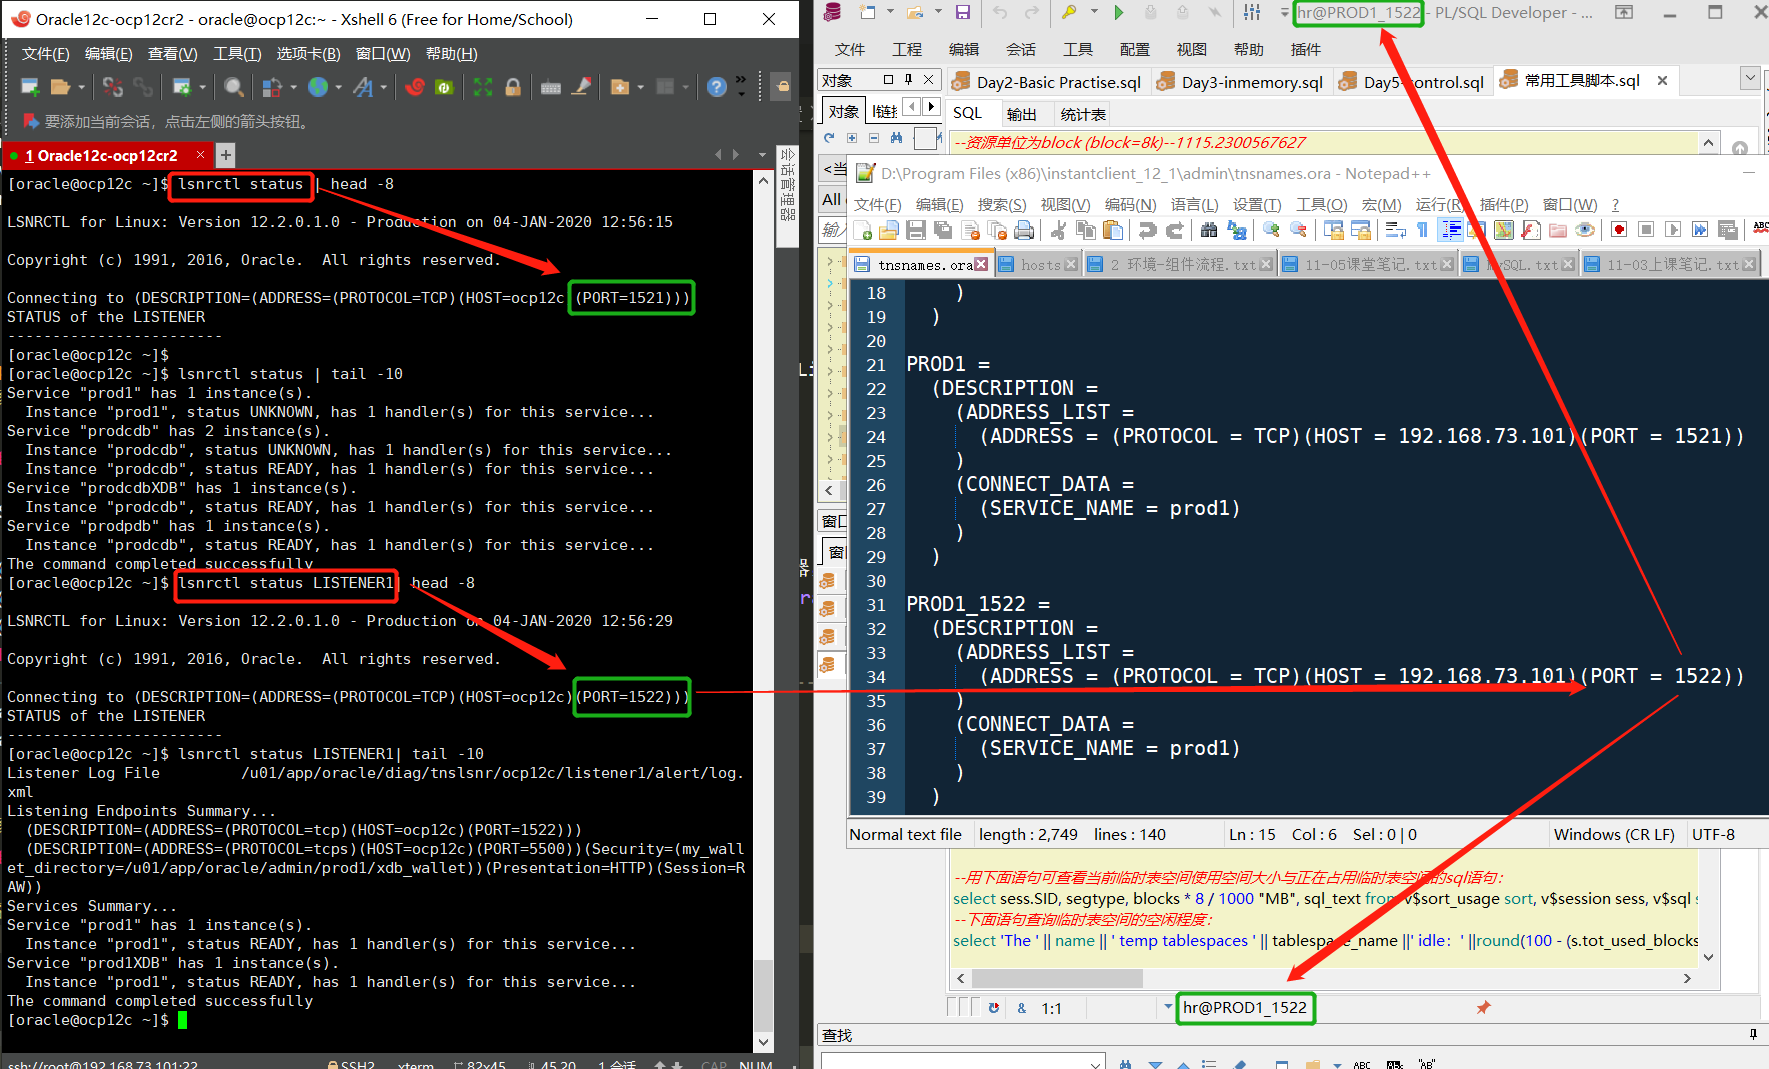 Oracle12c-ocp12cr2 - oracle@ocp12c:~ - Xshell 6 (Free for Home/School)
文件(F) 编辑(E) 查看(V) 工具(T) 选项卡(B) 窗口(W) 帮助(H)
要添加当前会话，点击左侧的箭头按钮。
1 Oracle12c-ocp12cr2
会话管理器
[oracle@ocp12c ~]$ lsnrctl status | head -8
LSNRCTL for Linux: Version 12.2.0.1.0 - Production on 04-JAN-2020 12:56:15
Copyright (c) 1991, 2016, Oracle.  All rights reserved.
Connecting to (DESCRIPTION=(ADDRESS=(PROTOCOL=TCP)(HOST=ocp12c)(PORT=1521)))
STATUS of the LISTENER
------------------------
[oracle@ocp12c ~]$
[oracle@ocp12c ~]$ lsnrctl status | tail -10
Service "prod1" has 1 instance(s).
  Instance "prod1", status UNKNOWN, has 1 handler(s) for this service...
Service "prodcdb" has 2 instance(s).
  Instance "prodcdb", status UNKNOWN, has 1 handler(s) for this service...
  Instance "prodcdb", status READY, has 1 handler(s) for this service...
Service "prodcdbXDB" has 1 instance(s).
  Instance "prodcdb", status READY, has 1 handler(s) for this service...
Service "prodpdb" has 1 instance(s).
  Instance "prodcdb", status READY, has 1 handler(s) for this service...
The command completed successfully
[oracle@ocp12c ~]$ lsnrctl status LISTENER1| head -8
LSNRCTL for Linux: Version 12.2.0.1.0 - Production on 04-JAN-2020 12:56:29
Copyright (c) 1991, 2016, Oracle.  All rights reserved.
Connecting to (DESCRIPTION=(ADDRESS=(PROTOCOL=TCP)(HOST=ocp12c)(PORT=1522)))
STATUS of the LISTENER
------------------------
[oracle@ocp12c ~]$ lsnrctl status LISTENER1| tail -10
Listener Log File         /u01/app/oracle/diag/tnslsnr/ocp12c/listener1/alert/log.
xml
Listening Endpoints Summary...
  (DESCRIPTION=(ADDRESS=(PROTOCOL=tcp)(HOST=ocp12c)(PORT=1522)))
  (DESCRIPTION=(ADDRESS=(PROTOCOL=tcps)(HOST=ocp12c)(PORT=5500))(Security=(my_wall
et_directory=/u01/app/oracle/admin/prod1/xdb_wallet))(Presentation=HTTP)(Session=R
AW))
Services Summary...
Service "prod1" has 1 instance(s).
  Instance "prod1", status READY, has 1 handler(s) for this service...
Service "prod1XDB" has 1 instance(s).
  Instance "prod1", status READY, has 1 handler(s) for this service...
The command completed successfully
[oracle@ocp12c ~]$
ssh://root@192.168.73.101:22 SSH2 xterm 82x45 45,20 1 会话 CAP NUM
hr@PROD1_1522 - PL/SQL Developer - ...
文件 工程 编辑 会话 工具 配置 视图 帮助 插件
对象
Day2-Basic Practise.sql Day3-inmemory.sql Day5-control.sql 常用工具脚本.sql
对象
SQL 输出 统计表
--资源单位为block (block=8k)--1115.2300567627
<当
All
D:\Program Files (x86)\instantclient_12_1\admin\tnsnames.ora - Notepad++
文件(F) 编辑(E) 搜索(S) 视图(V) 编码(N) 语言(L) 设置(T) 工具(O) 宏(M) 运行(R) 插件(P) 窗口(W) ?
tnsnames.ora hosts 2 环境-组件流程.txt 11-05课堂笔记.txt MySQL.txt 11-03上课笔记.txt
18     )
19   )
20
21 PROD1 =
22   (DESCRIPTION =
23     (ADDRESS_LIST =
24       (ADDRESS = (PROTOCOL = TCP)(HOST = 192.168.73.101)(PORT = 1521))
25     )
26     (CONNECT_DATA =
27       (SERVICE_NAME = prod1)
28     )
29   )
30
31 PROD1_1522 =
32   (DESCRIPTION =
33     (ADDRESS_LIST =
34       (ADDRESS = (PROTOCOL = TCP)(HOST = 192.168.73.101)(PORT = 1522))
35     )
36     (CONNECT_DATA =
37       (SERVICE_NAME = prod1)
38     )
39   )
Normal text file length : 2,749 lines : 140 Ln : 15 Col : 6 Sel : 0 | 0 Windows (CR LF) UTF-8
--用下面语句可查看当前临时表空间使用空间大小与正在占用临时表空间的sql语句:
select sess.SID, segtype, blocks * 8 / 1000 "MB", sql_text from v$sort_usage sort, v$session sess, v$sql
--下面语句查询临时表空间的空闲程度:
select 'The ' || name || ' temp tablespaces ' || tablespace_name ||' idle: ' ||round(100 - (s.tot_used_blocks
& 1:1 hr@PROD1_1522
查找